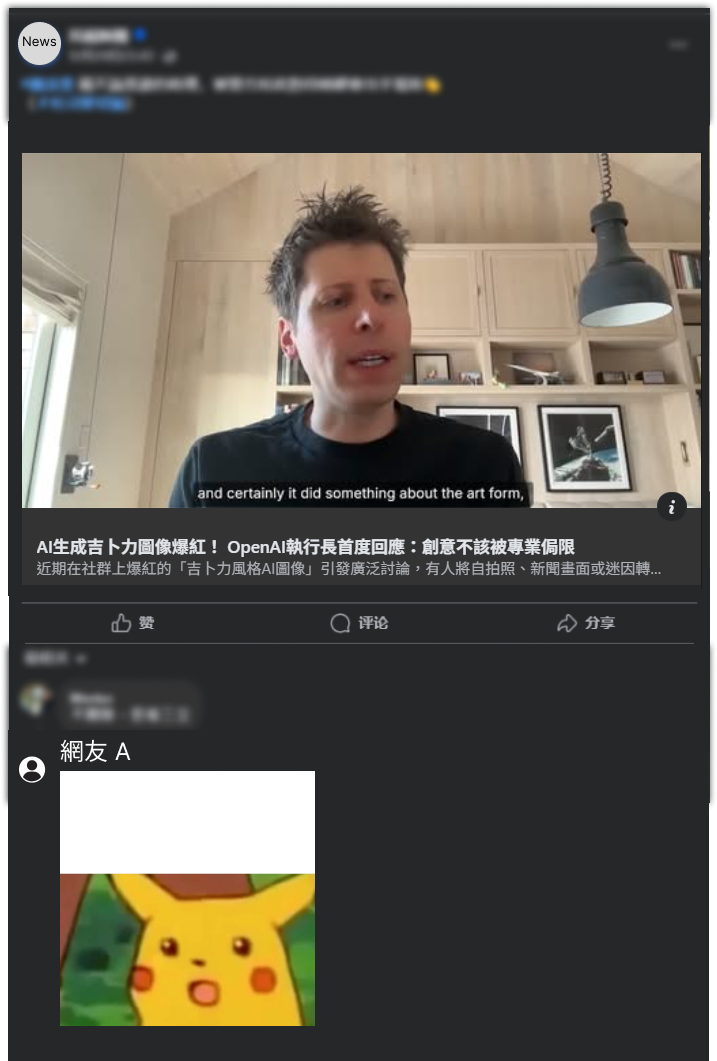 News
and certainly it did something about the art form,
AI生成吉卜力圖像爆紅！ OpenAI執行長首度回應：創意不該被專業侷限
近期在社群上爆紅的「吉卜力風格AI圖像」引發廣泛討論，有人將自拍照、新聞畫面或迷因轉...
赞
评论
分享
網友 A